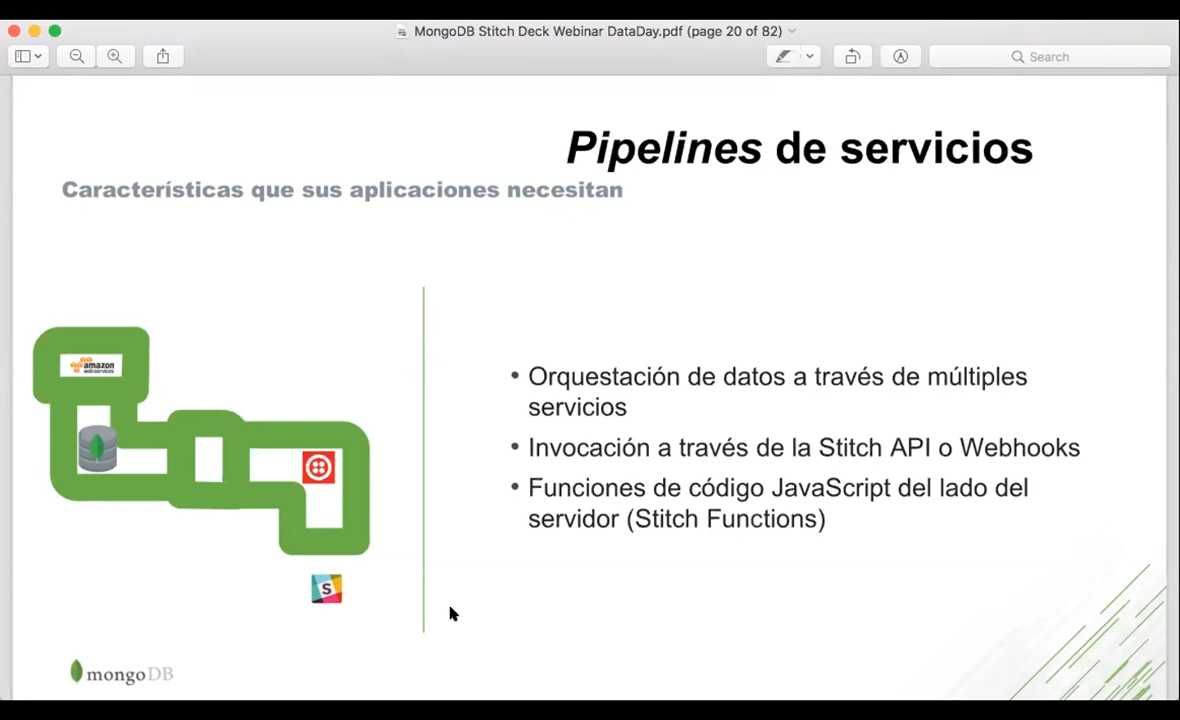 MongoDB Stitch Deck Webinar DataDay.pdf (page 20 of 82)
Search
Pipelines de servicios
Características que sus aplicaciones necesitan
amazon
webservices
• Orquestación de datos a través de múltiples
servicios
• Invocación a través de la Stitch API o Webhooks
• Funciones de código JavaScript del lado del
servidor (Stitch Functions)
S
mongoDB